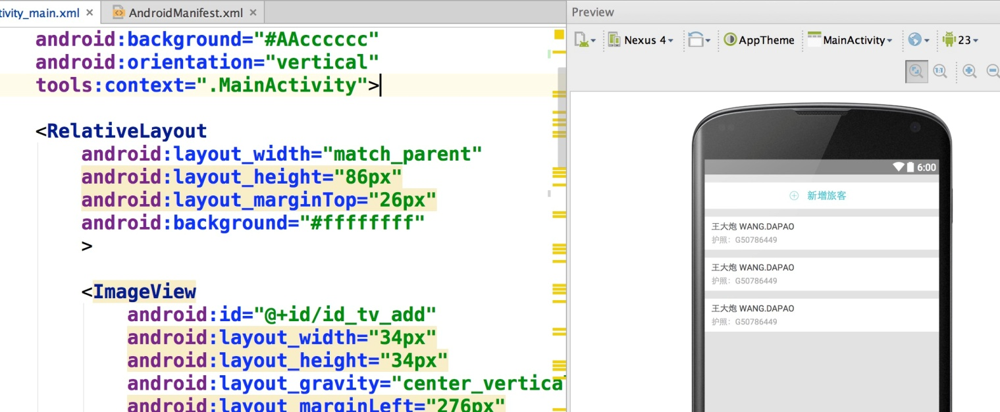 tivity_main.xml
AndroidManifest.xml
android:background="#AAcccccc"
android:orientation="vertical"
tools:context=".MainActivity">
<RelativeLayout
android:layout_width="match_parent"
android:layout_height="86px"
android:layout_marginTop="26px"
android:background="#ffffffff"
>
<ImageView
android:id="@+id/id_tv_add"
android:layout_width="34px"
android:layout_height="34px"
android:layout_gravity="center_vertica
android:layout_marginLeft="276px"
Preview
Nexus 4
AppTheme
MainActivity
23
1:1
6:00
新增旅客
王大炮 WANG.DAPAO
护照：G50786449
王大炮 WANG.DAPAO
护照：G50786449
王大炮 WANG.DAPAO
护照：G50786449